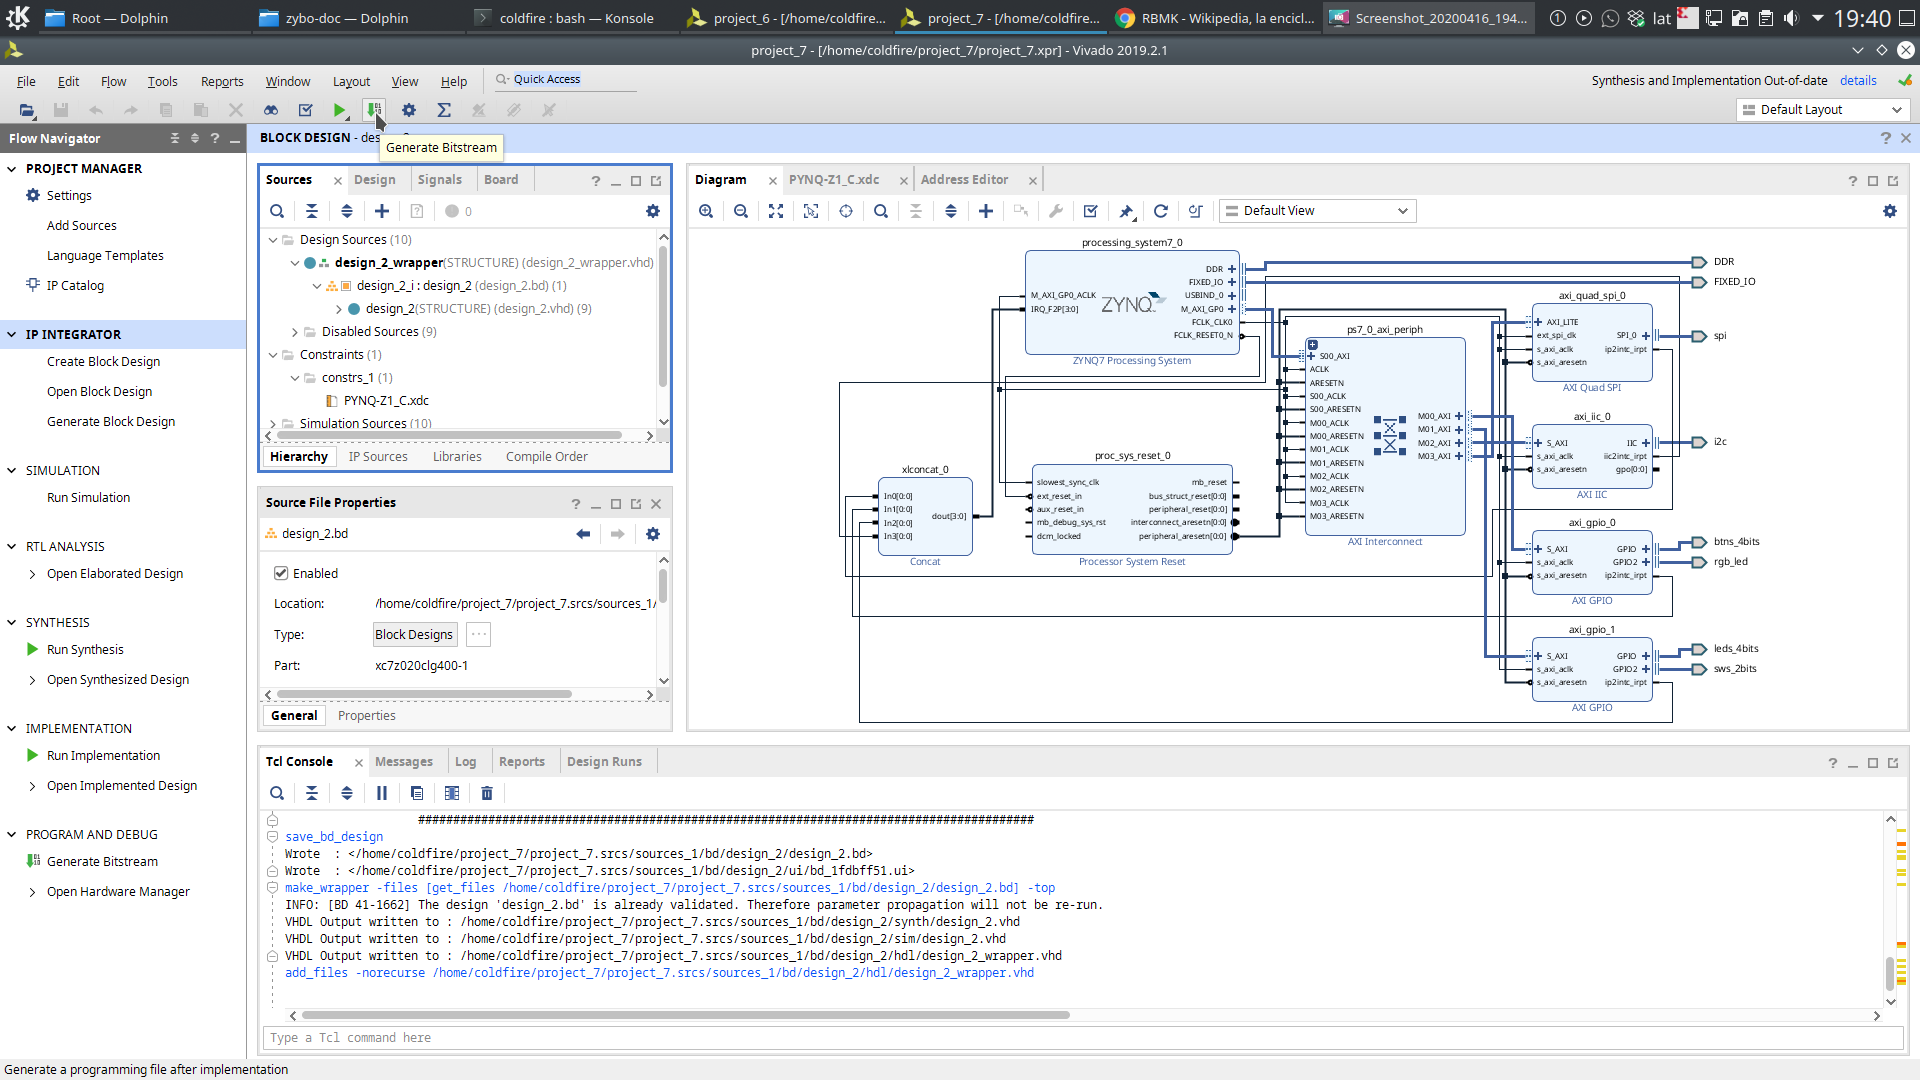 Root — Dolphin
zybo-doc — Dolphin
coldfire : bash — Konsole
project_6 - [/home/coldfire...
project_7 - [/home/coldfire...
RBMK - Wikipedia, la encicl...
Screenshot_20200416_194...
lat
19:40
project_7 - [/home/coldfire/project_7/project_7.xpr] - Vivado 2019.2.1
File Edit Flow Tools Reports Window Layout View Help
Quick Access
Synthesis and Implementation Out-of-date details
Default Layout
Flow Navigator
BLOCK DESIGN - des
Generate Bitstream
PROJECT MANAGER
Settings
Add Sources
Language Templates
IP Catalog
IP INTEGRATOR
Create Block Design
Open Block Design
Generate Block Design
SIMULATION
Run Simulation
RTL ANALYSIS
Open Elaborated Design
SYNTHESIS
Run Synthesis
Open Synthesized Design
IMPLEMENTATION
Run Implementation
Open Implemented Design
PROGRAM AND DEBUG
Generate Bitstream
Open Hardware Manager
Sources Design Signals Board
0
Design Sources (10)
design_2_wrapper(STRUCTURE) (design_2_wrapper.vhd)
design_2_i : design_2 (design_2.bd) (1)
design_2(STRUCTURE) (design_2.vhd) (9)
Disabled Sources (9)
Constraints (1)
constrs_1 (1)
PYNQ-Z1_C.xdc
Simulation Sources (10)
Hierarchy IP Sources Libraries Compile Order
Source File Properties
design_2.bd
Enabled
Location: /home/coldfire/project_7/project_7.srcs/sources_1/
Type: Block Designs ...
Part: xc7z020clg400-1
General Properties
Diagram PYNQ-Z1_C.xdc Address Editor
Default View
processing_system7_0
M_AXI_GP0_ACLK
IRQ_F2P[3:0]
ZYNQ
DDR
FIXED_IO
USBIND_0
M_AXI_GP0
FCLK_CLK0
FCLK_RESET0_N
ZYNQ7 Processing System
xlconcat_0
In0[0:0]
In1[0:0]
In2[0:0]
In3[0:0]
dout[3:0]
Concat
proc_sys_reset_0
slowest_sync_clk
ext_reset_in
aux_reset_in
mb_debug_sys_rst
dcm_locked
mb_reset
bus_struct_reset[0:0]
peripheral_reset[0:0]
interconnect_aresetn[0:0]
peripheral_aresetn[0:0]
Processor System Reset
ps7_0_axi_periph
S00_AXI
ACLK
ARESETN
S00_ACLK
S00_ARESETN
M00_ACLK
M00_ARESETN
M01_ACLK
M01_ARESETN
M02_ACLK
M02_ARESETN
M03_ACLK
M03_ARESETN
M00_AXI
M01_AXI
M02_AXI
M03_AXI
AXI Interconnect
axi_quad_spi_0
AXI_LITE
ext_spi_clk
s_axi_aclk
s_axi_aresetn
SPI_0
ip2intc_irpt
AXI Quad SPI
axi_iic_0
S_AXI
s_axi_aclk
s_axi_aresetn
IIC
iic2intc_irpt
gpo[0:0]
AXI IIC
axi_gpio_0
S_AXI
s_axi_aclk
s_axi_aresetn
GPIO
GPIO2
ip2intc_irpt
AXI GPIO
axi_gpio_1
S_AXI
s_axi_aclk
s_axi_aresetn
GPIO
GPIO2
ip2intc_irpt
AXI GPIO
DDR
FIXED_IO
spi
i2c
btns_4bits
rgb_led
leds_4bits
sws_2bits
Tcl Console Messages Log Reports Design Runs
########################################################################################
save_bd_design
Wrote : </home/coldfire/project_7/project_7.srcs/sources_1/bd/design_2/design_2.bd>
Wrote : </home/coldfire/project_7/project_7.srcs/sources_1/bd/design_2/ui/bd_1fdbff51.ui>
make_wrapper -files [get_files /home/coldfire/project_7/project_7.srcs/sources_1/bd/design_2/design_2.bd] -top
INFO: [BD 41-1662] The design 'design_2.bd' is already validated. Therefore parameter propagation will not be re-run.
VHDL Output written to : /home/coldfire/project_7/project_7.srcs/sources_1/bd/design_2/synth/design_2.vhd
VHDL Output written to : /home/coldfire/project_7/project_7.srcs/sources_1/bd/design_2/sim/design_2.vhd
VHDL Output written to : /home/coldfire/project_7/project_7.srcs/sources_1/bd/design_2/hdl/design_2_wrapper.vhd
add_files -norecurse /home/coldfire/project_7/project_7.srcs/sources_1/bd/design_2/hdl/design_2_wrapper.vhd
Type a Tcl command here
Generate a programming file after implementation